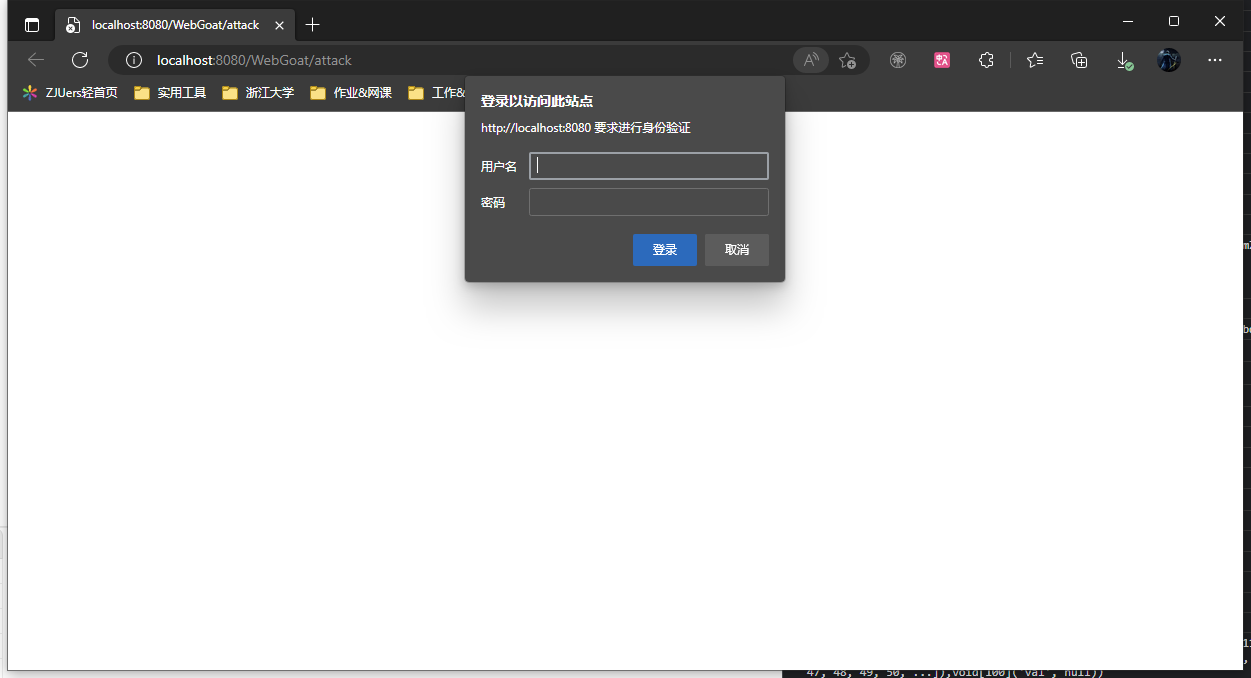 localhost:8080/WebGoat/attack
localhost:8080/WebGoat/attack
ZJUers轻首页 实用工具 浙江大学 作业&网课 工作&
登录以访问此站点
http://localhost:8080 要求进行身份验证
用户名
密码
登录 取消
47, 48, 49, 50, ...]),void[100]("val", null))